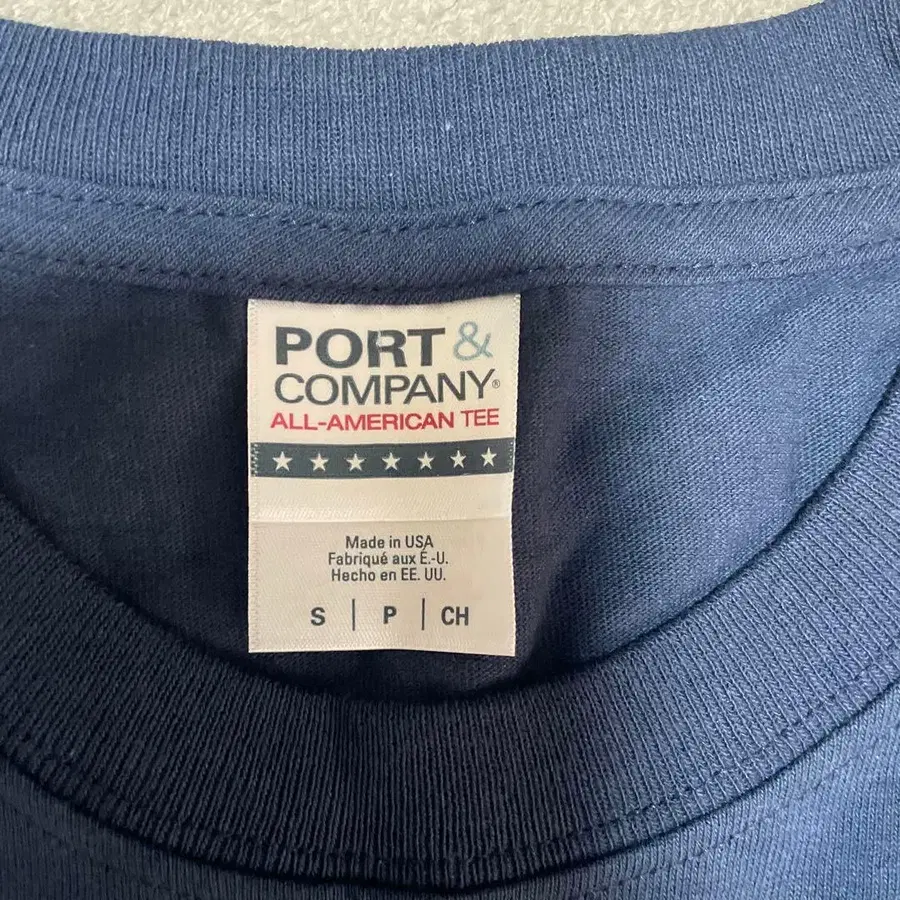 PORT &
COMPANY®
ALL-AMERICAN TEE
Made in USA
Fabriqué aux É.-U.
Hecho en EE. UU.
S | P | CH